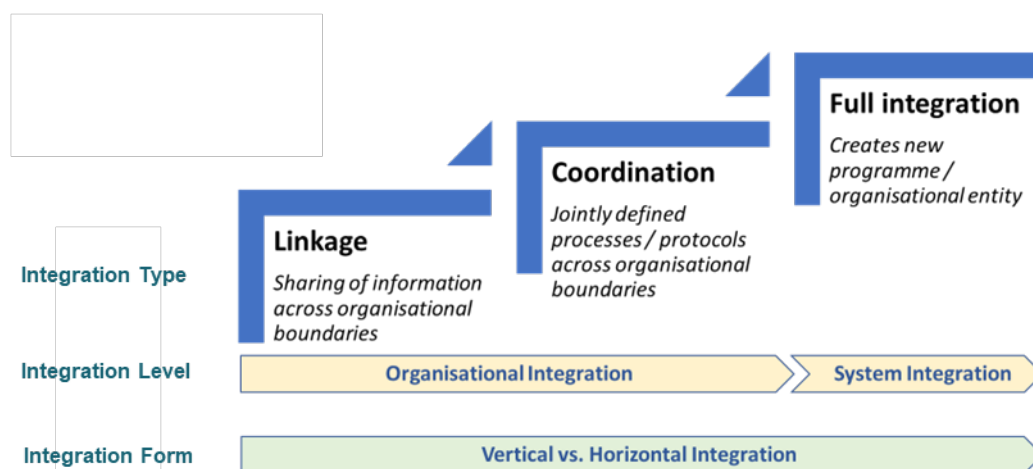 Full integration
Creates new
programme /
organisational entity
Coordination
Jointly defined
processes / protocols
across organisational
boundaries
Linkage
Sharing of information
across organisational
boundaries
Integration Type
Integration Level
Organisational Integration
System Integration
Integration Form
Vertical vs. Horizontal Integration